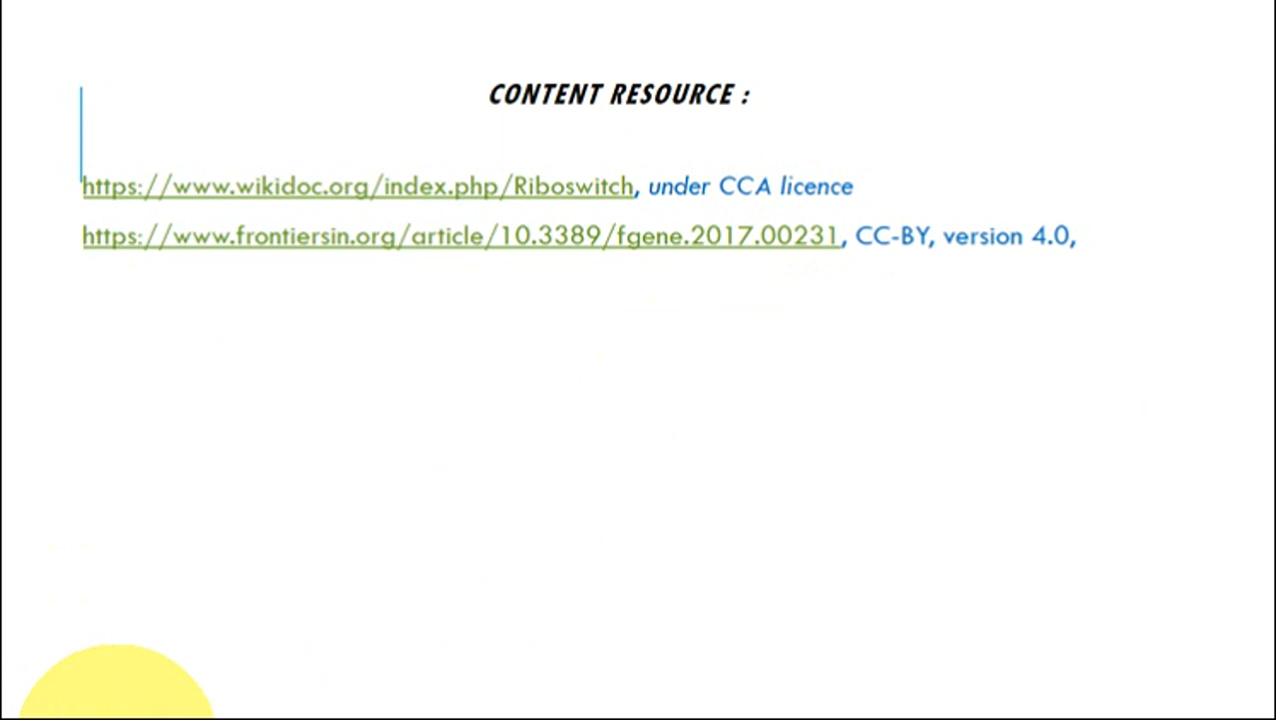 CONTENT RESOURCE :
https://www.wikidoc.org/index.php/Riboswitch, under CCA licence
https://www.frontiersin.org/article/10.3389/fgene.2017.00231, CC-BY, version 4.0,